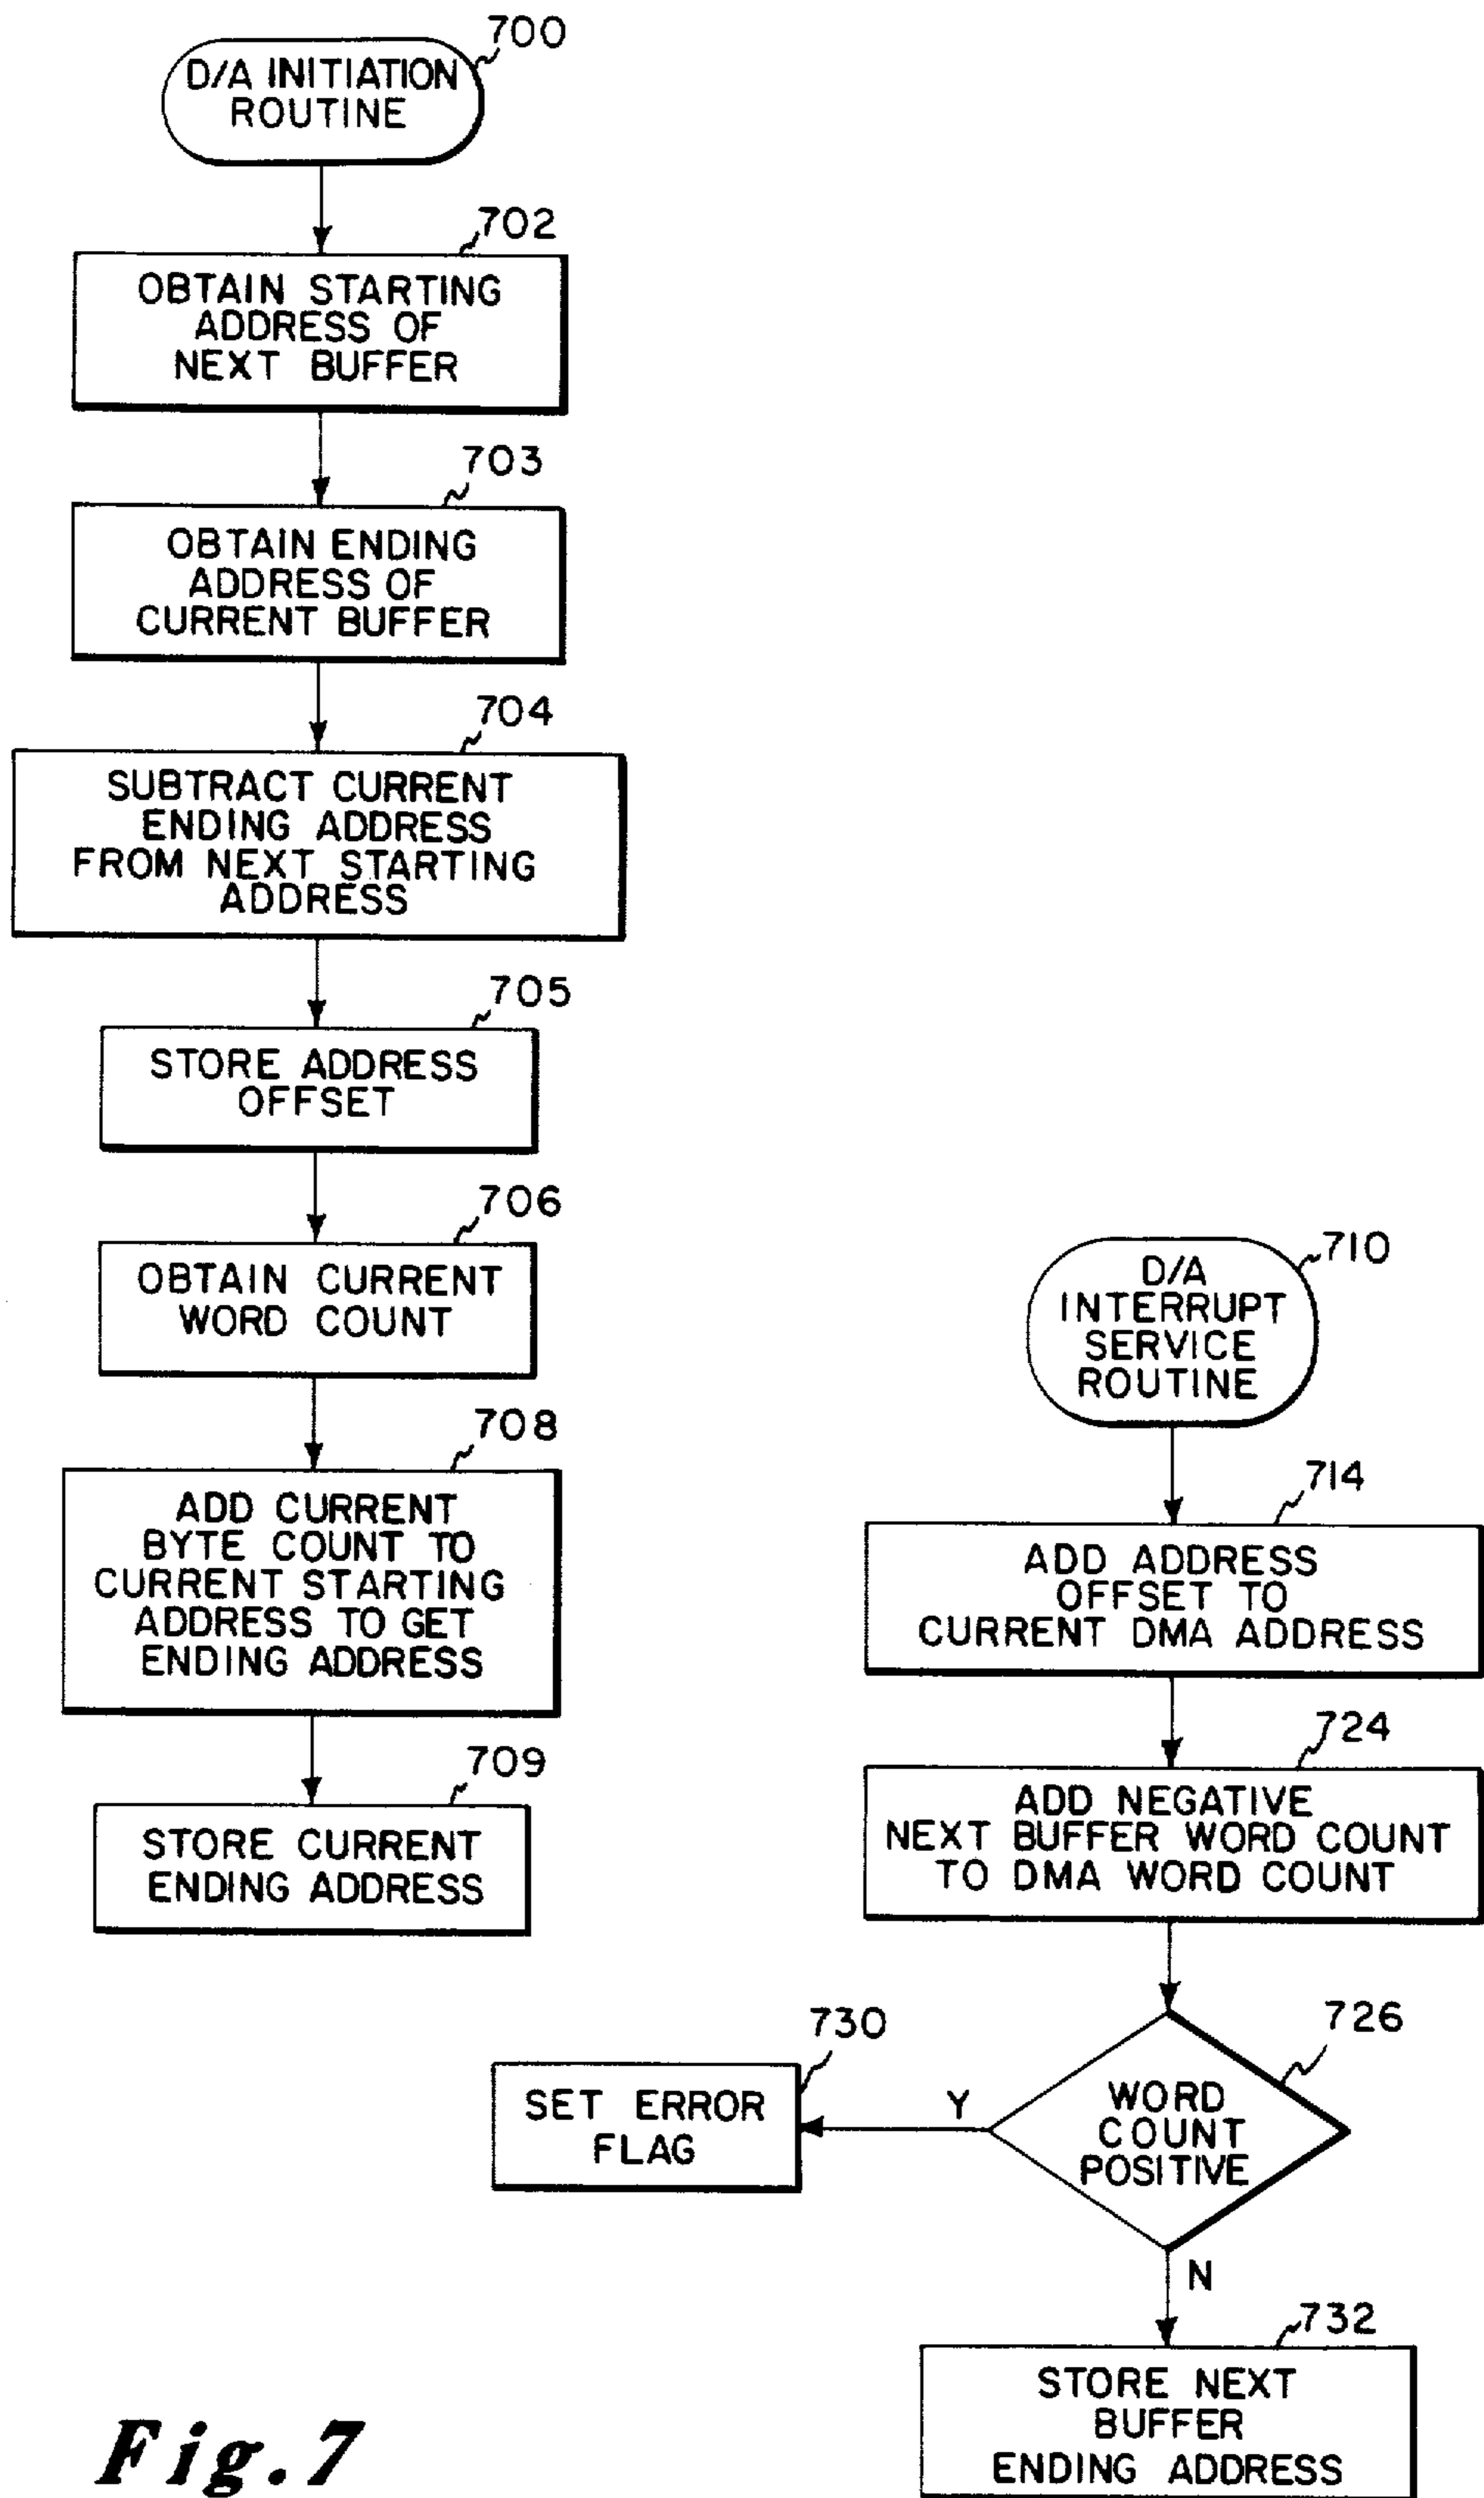 700
D/A INITIATION
ROUTINE
702
OBTAIN STARTING
ADDRESS OF
NEXT BUFFER
703
OBTAIN ENDING
ADDRESS OF
CURRENT BUFFER
704
SUBTRACT CURRENT
ENDING ADDRESS
FROM NEXT STARTING
ADDRESS
705
STORE ADDRESS
OFFSET
706
OBTAIN CURRENT
WORD COUNT
708
ADD CURRENT
BYTE COUNT TO
CURRENT STARTING
ADDRESS TO GET
ENDING ADDRESS
709
STORE CURRENT
ENDING ADDRESS
710
D/A
INTERRUPT
SERVICE
ROUTINE
714
ADD ADDRESS
OFFSET TO
CURRENT DMA ADDRESS
724
ADD NEGATIVE
NEXT BUFFER WORD COUNT
TO DMA WORD COUNT
726
WORD
COUNT
POSITIVE
Y
730
SET ERROR
FLAG
N
732
STORE NEXT
BUFFER
ENDING ADDRESS
Fig. 7